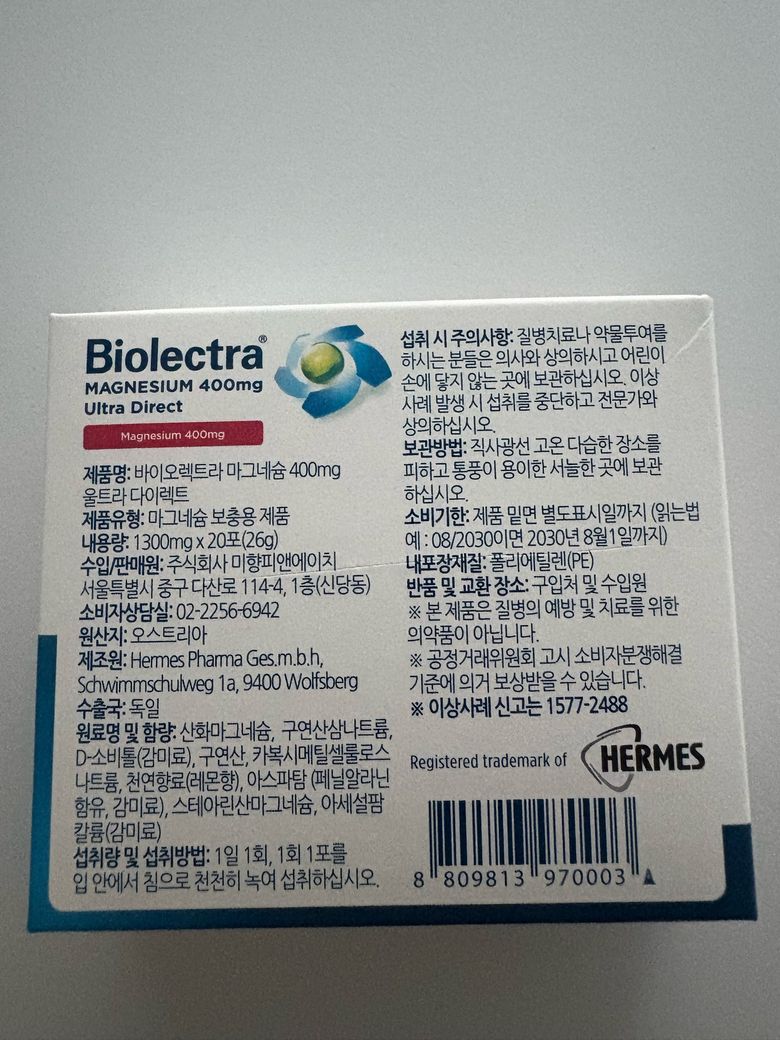 Biolectra®
MAGNESIUM 400mg
Ultra Direct
Magnesium 400mg
제품명: 바이오렉트라 마그네슘 400mg
울트라 다이렉트
제품유형: 마그네슘 보충용 제품
내용량: 1300mg x 20포(26g)
수입/판매원: 주식회사 미향피앤에이치
서울특별시 중구 다산로 114-4, 1층(신당동)
소비자상담실: 02-2256-6942
원산지: 오스트리아
제조원: Hermes Pharma Ges.m.b.h,
Schwimmschulweg 1a, 9400 Wolfsberg
수출국: 독일
원료명 및 함량: 산화마그네슘, 구연산삼나트륨,
D-소비톨(감미료), 구연산, 카복시메틸셀룰로스
나트륨, 천연향료(레몬향), 아스파탐 (페닐알라닌
함유, 감미료), 스테아린산마그네슘, 아세설팜
칼륨(감미료)
섭취량 및 섭취방법: 1일 1회, 1회 1포를
입 안에서 침으로 천천히 녹여 섭취하십시오.
섭취 시 주의사항: 질병치료나 약물투여를
하시는 분들은 의사와 상의하시고 어린이
손에 닿지 않는 곳에 보관하십시오. 이상
사례 발생 시 섭취를 중단하고 전문가와
상의하십시오.
보관방법: 직사광선 고온 다습한 장소를
피하고 통풍이 용이한 서늘한 곳에 보관
하십시오.
소비기한: 제품 밑면 별도표시일까지 (읽는법
예 : 08/2030이면 2030년 8월1일까지)
내포장재질: 폴리에틸렌(PE)
반품 및 교환 장소: 구입처 및 수입원
※ 본 제품은 질병의 예방 및 치료를 위한
의약품이 아닙니다.
※ 공정거래위원회 고시 소비자분쟁해결
기준에 의거 보상받을 수 있습니다.
※ 이상사례 신고는 1577-2488
Registered trademark of HERMES
8 809813 970003